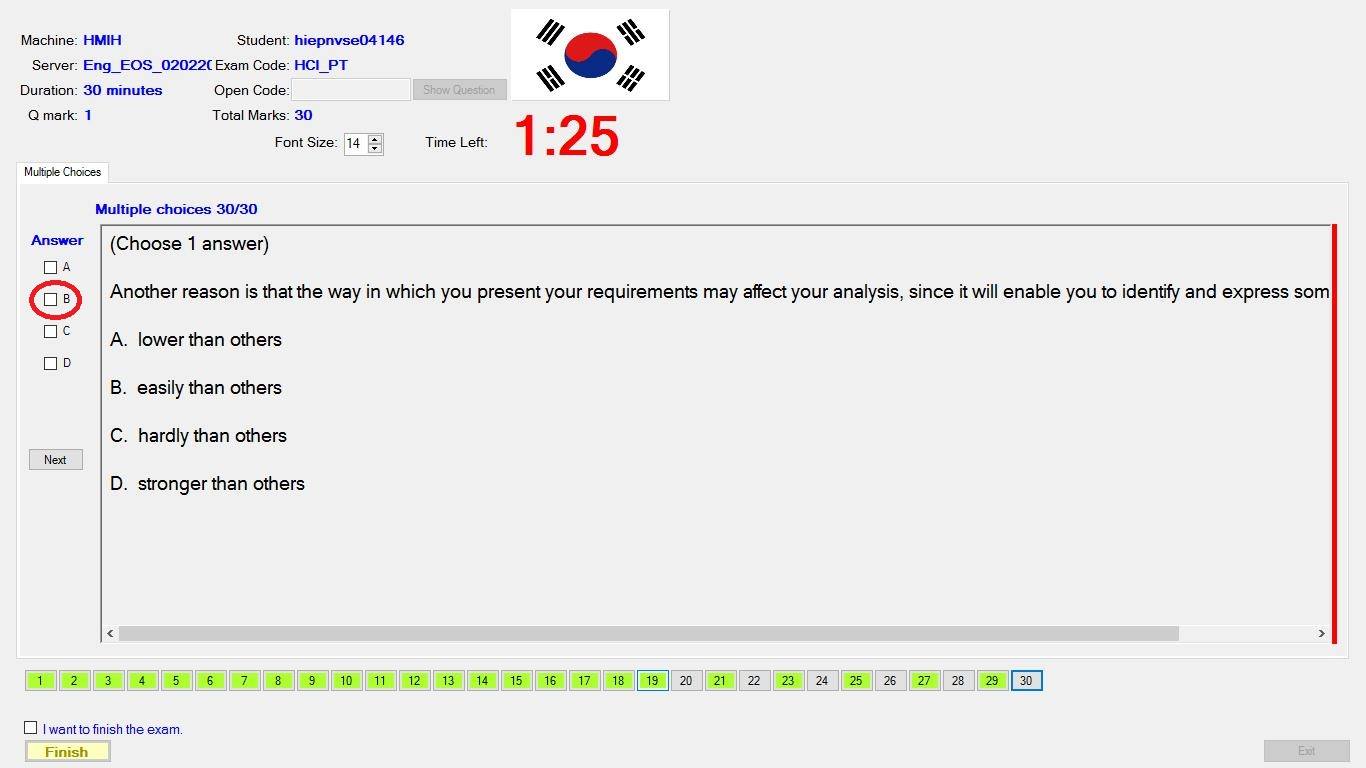 Machine: HMIH Student: hiepnvse04146
Server: Eng_EOS_02022( Exam Code: HCI_PT
Duration: 30 minutes Open Code: Show Question
Q mark: 1 Total Marks: 30
Font Size: 14 Time Left: 1:25
Multiple Choices
Multiple choices 30/30
Answer
A
B
C
D
Next
(Choose 1 answer)
Another reason is that the way in which you present your requirements may affect your analysis, since it will enable you to identify and express som
A. lower than others
B. easily than others
C. hardly than others
D. stronger than others
1 2 3 4 5 6 7 8 9 10 11 12 13 14 15 16 17 18 19 20 21 22 23 24 25 26 27 28 29 30
I want to finish the exam.
Finish Exit